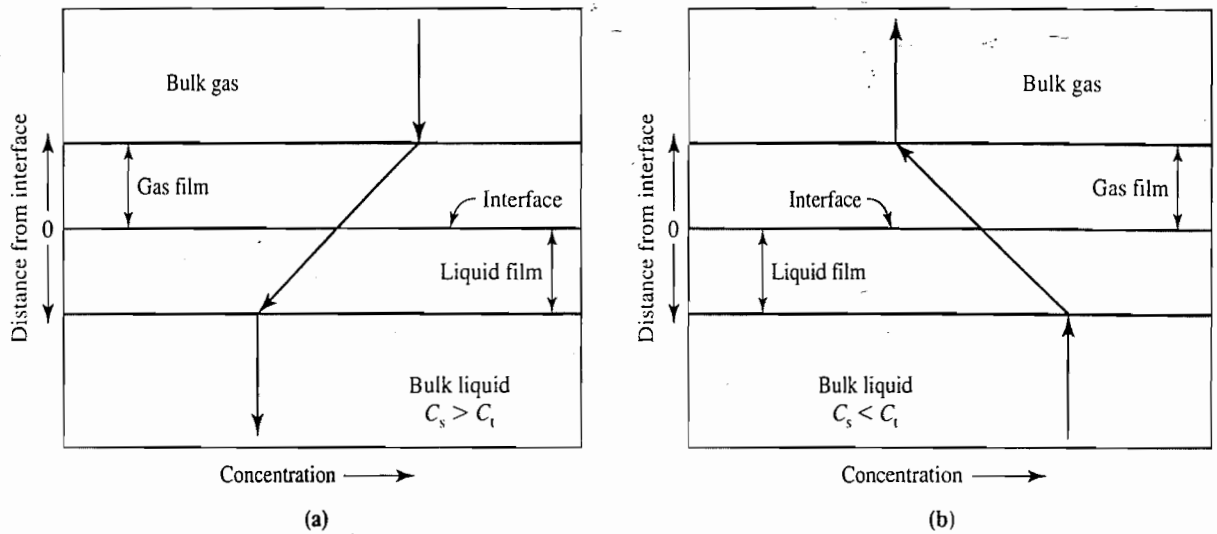 Bulk gas
Gas film
Interface
Liquid film
Bulk liquid
C_s > C_t
Distance from interface
0
Concentration
(a)
Bulk gas
Gas film
Interface
Liquid film
Bulk liquid
C_s < C_t
Distance from interface
0
Concentration
(b)